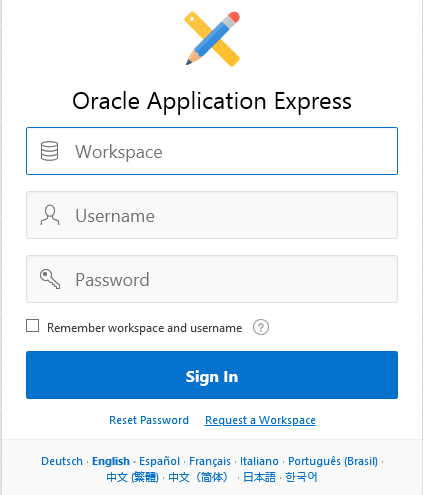 Oracle Application Express
Workspace
Username
Password
Remember workspace and username ?
Sign In
Reset Password Request a Workspace
Deutsch · English · Español · Français · Italiano · Português (Brasil) ·
中文 (繁體) · 中文（简体） · 日本語 · 한국어